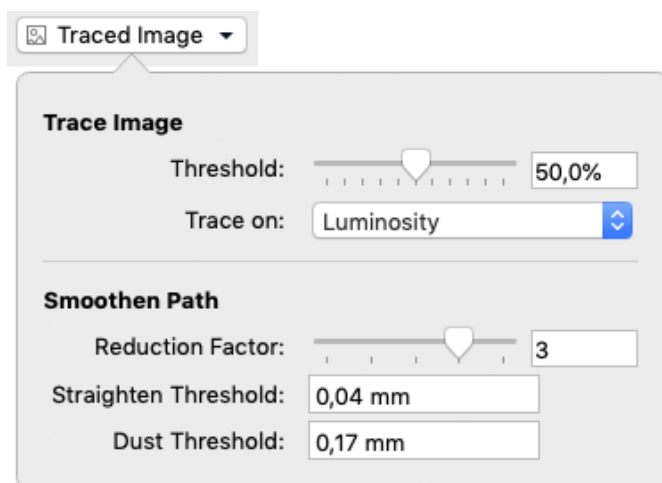 Traced Image
Trace Image
Threshold: 50,0%
Trace on: Luminosity
Smoothen Path
Reduction Factor: 3
Straighten Threshold: 0,04 mm
Dust Threshold: 0,17 mm